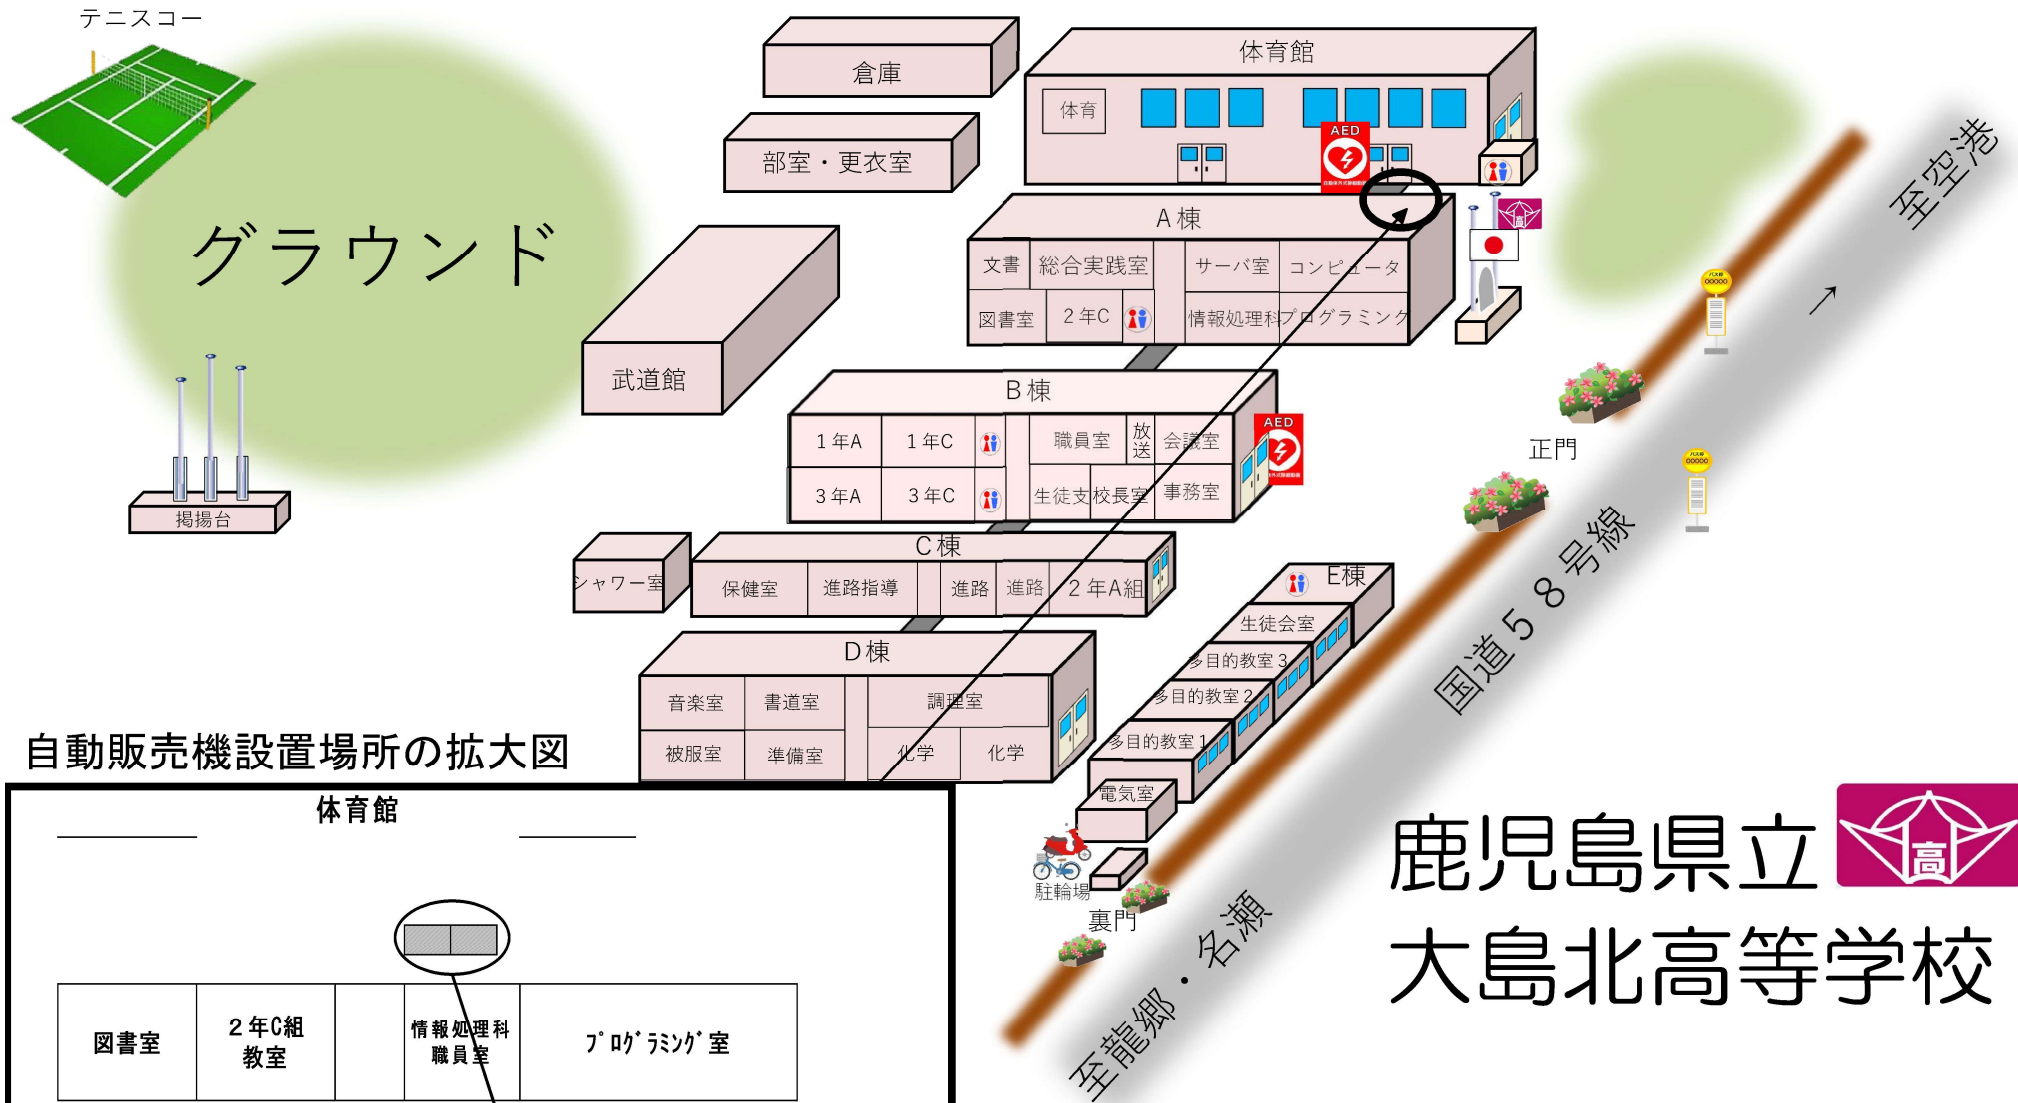 テニスコー
グラウンド
掲揚台
倉庫
部室・更衣室
武道館
体育館
体育
AED
A棟
文書
総合実践室
サーバ室
コンピュータ
図書室
2年C
情報処理科
プログラミング
高
B棟
1年A
1年C
職員室
放送
会議室
3年A
3年C
生徒支
校長室
事務室
AED
C棟
シャワー室
保健室
進路指導
進路
進路
2年A組
D棟
音楽室
書道室
調理室
被服室
準備室
化学
化学
E棟
生徒会室
多目的教室3
多目的教室2
多目的教室1
電気室
駐輪場
裏門
正門
バス停
00000
バス停
00000
至空港
→
国道58号線
至龍郷・名瀬
自動販売機設置場所の拡大図
体育館
図書室
2年C組
教室
情報処理科
職員室
プログラミング室
鹿児島県立
高
大島北高等学校